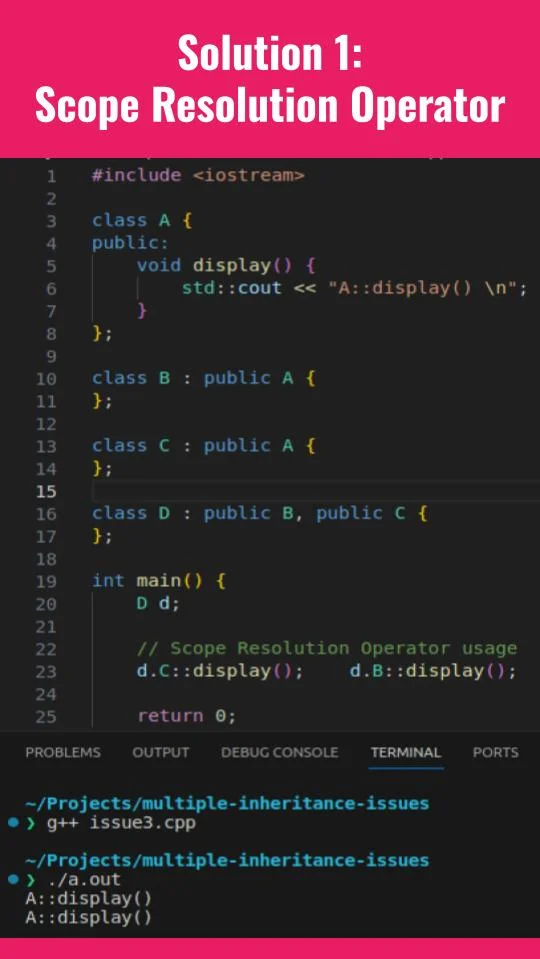 Solution 1:
Scope Resolution Operator
1 #include <iostream>
2
3 class A {
4 public:
5     void display() {
6         std::cout << "A::display() \n";
7     }
8 };
9
10 class B : public A {
11 };
12
13 class C : public A {
14 };
15
16 class D : public B, public C {
17 };
18
19 int main() {
20     D d;
21
22     // Scope Resolution Operator usage
23     d.C::display();    d.B::display();
24
25     return 0;
PROBLEMS OUTPUT DEBUG CONSOLE TERMINAL PORTS
~/Projects/multiple-inheritance-issues
❯ g++ issue3.cpp
~/Projects/multiple-inheritance-issues
❯ ./a.out
A::display()
A::display()